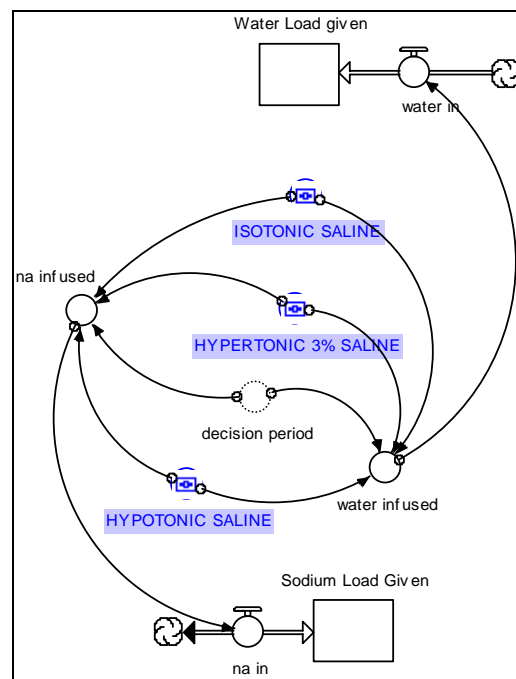 Water Load given
water in
ISOTONIC SALINE
na infused
HYPERTONIC 3% SALINE
decision period
water infused
HYPOTONIC SALINE
Sodium Load Given
na in